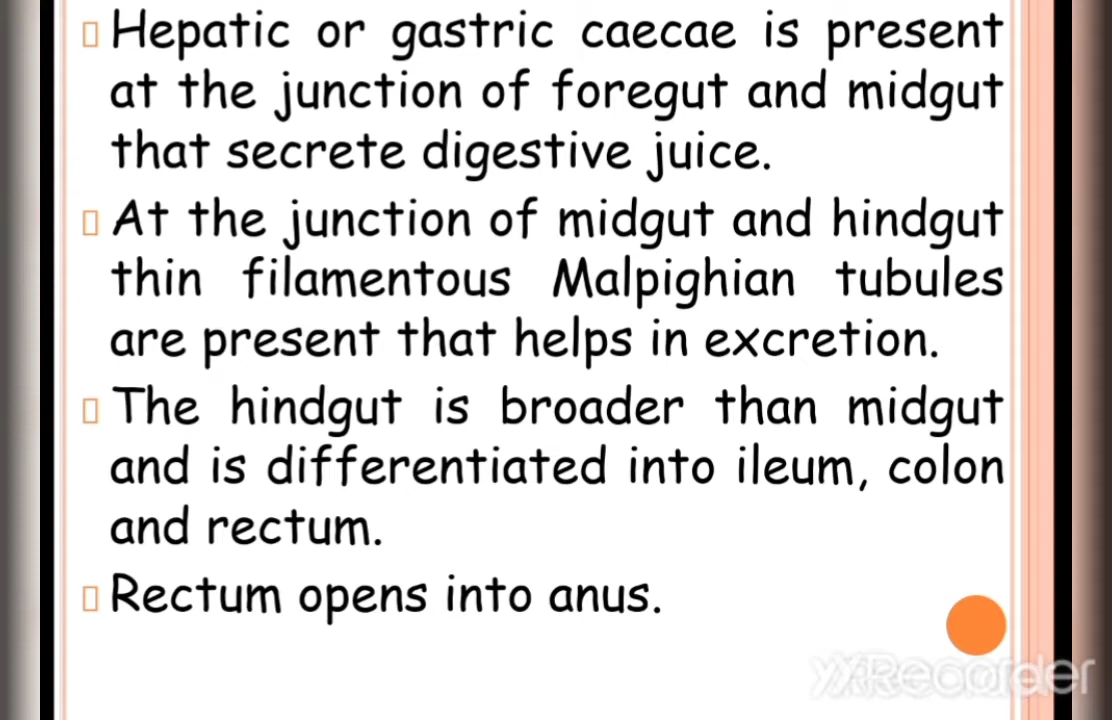 Hepatic or gastric caecae is present
at the junction of foregut and midgut
that secrete digestive juice.
At the junction of midgut and hindgut
thin filamentous Malpighian tubules
are present that helps in excretion.
The hindgut is broader than midgut
and is differentiated into ileum, colon
and rectum.
Rectum opens into anus.
XRecorder